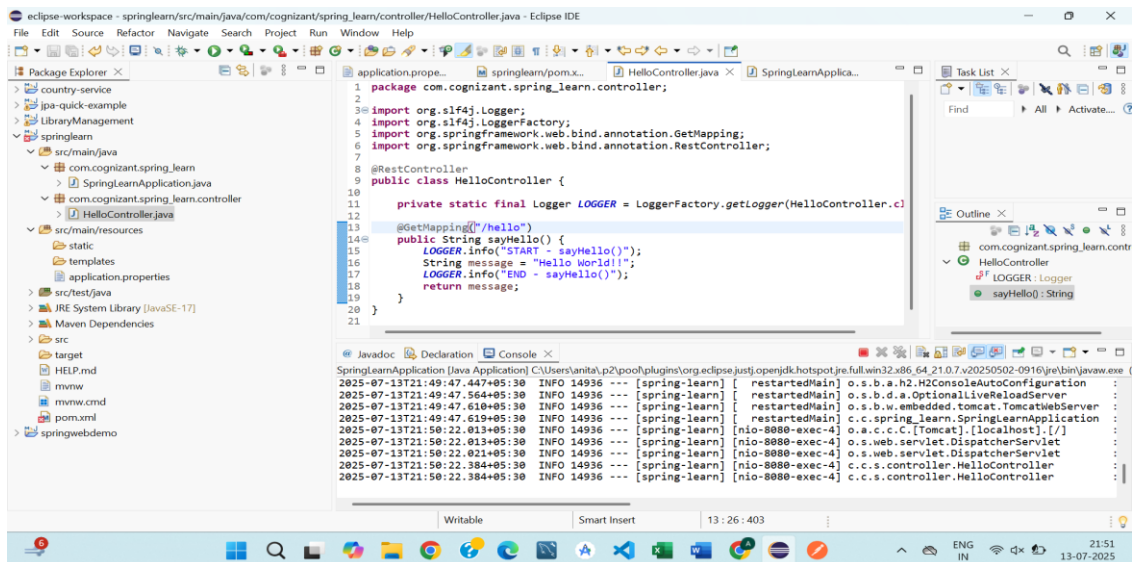 eclipse-workspace - springlearn/src/main/java/com/cognizant/spring_learn/controller/HelloController.java - Eclipse IDE
File Edit Source Refactor Navigate Search Project Run Window Help
Package Explorer
country-service
jpa-quick-example
LibraryManagement
springlearn
src/main/java
com.cognizant.spring_learn
SpringLearnApplication.java
com.cognizant.spring_learn.controller
HelloController.java
src/main/resources
static
templates
application.properties
src/test/java
JRE System Library [JavaSE-17]
Maven Dependencies
src
target
HELP.md
mvnw
mvnw.cmd
pom.xml
springwebdemo
application.prope... springlearn/pom.x... HelloController.java SpringLearnApplica...
1 package com.cognizant.spring_learn.controller;
2
3 import org.slf4j.Logger;
4 import org.slf4j.LoggerFactory;
5 import org.springframework.web.bind.annotation.GetMapping;
6 import org.springframework.web.bind.annotation.RestController;
7
8 @RestController
9 public class HelloController {
10
11 private static final Logger LOGGER = LoggerFactory.getLogger(HelloController.cl
12
13 @GetMapping("/hello")
14 public String sayHello() {
15 LOGGER.info("START - sayHello()");
16 String message = "Hello World!!";
17 LOGGER.info("END - sayHello()");
18 return message;
19 }
20 }
21
Task List
Find All Activate...
Outline
com.cognizant.spring_learn.contr
HelloController
SF LOGGER : Logger
sayHello() : String
Javadoc Declaration Console
SpringLearnApplication [Java Application] C:\Users\anita\.p2\pool\plugins\org.eclipse.justj.openjdk.hotspot.jre.full.win32.x86_64_21.0.7.v20250502-0916\jre\bin\javaw.exe (
2025-07-13T21:49:47.447+05:30 INFO 14936 --- [spring-learn] [ restartedMain] o.s.b.a.h2.H2ConsoleAutoConfiguration :
2025-07-13T21:49:47.564+05:30 INFO 14936 --- [spring-learn] [ restartedMain] o.s.b.d.a.OptionalLiveReloadServer :
2025-07-13T21:49:47.610+05:30 INFO 14936 --- [spring-learn] [ restartedMain] o.s.b.w.embedded.tomcat.TomcatWebServer :
2025-07-13T21:49:47.619+05:30 INFO 14936 --- [spring-learn] [ restartedMain] c.c.spring_learn.SpringLearnApplication :
2025-07-13T21:50:22.013+05:30 INFO 14936 --- [spring-learn] [nio-8080-exec-4] o.a.c.c.C.[Tomcat].[localhost].[/] :
2025-07-13T21:50:22.013+05:30 INFO 14936 --- [spring-learn] [nio-8080-exec-4] o.s.web.servlet.DispatcherServlet :
2025-07-13T21:50:22.021+05:30 INFO 14936 --- [spring-learn] [nio-8080-exec-4] o.s.web.servlet.DispatcherServlet :
2025-07-13T21:50:22.384+05:30 INFO 14936 --- [spring-learn] [nio-8080-exec-4] c.c.s.controller.HelloController :
2025-07-13T21:50:22.384+05:30 INFO 14936 --- [spring-learn] [nio-8080-exec-4] c.c.s.controller.HelloController :
Writable Smart Insert 13 : 26 : 403
6
ENG
IN
21:51
13-07-2025